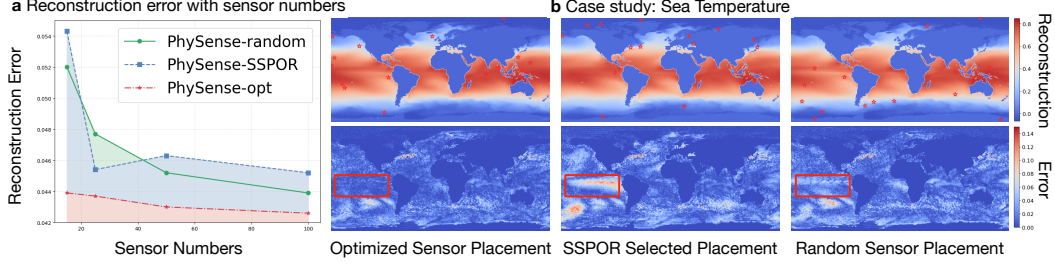 a Reconstruction error with sensor numbers
b Case study: Sea Temperature
Reconstruction Error
0.054
0.052
0.050
0.048
0.046
0.044
0.042
PhySense-random
PhySense-SSPOR
PhySense-opt
20
40
60
80
100
Sensor Numbers
Optimized Sensor Placement
SSPOR Selected Placement
Random Sensor Placement
0.8
0.6
0.4
0.2
0.0
Reconstruction
0.14
0.12
0.10
0.08
0.06
0.04
0.02
0.00
Error